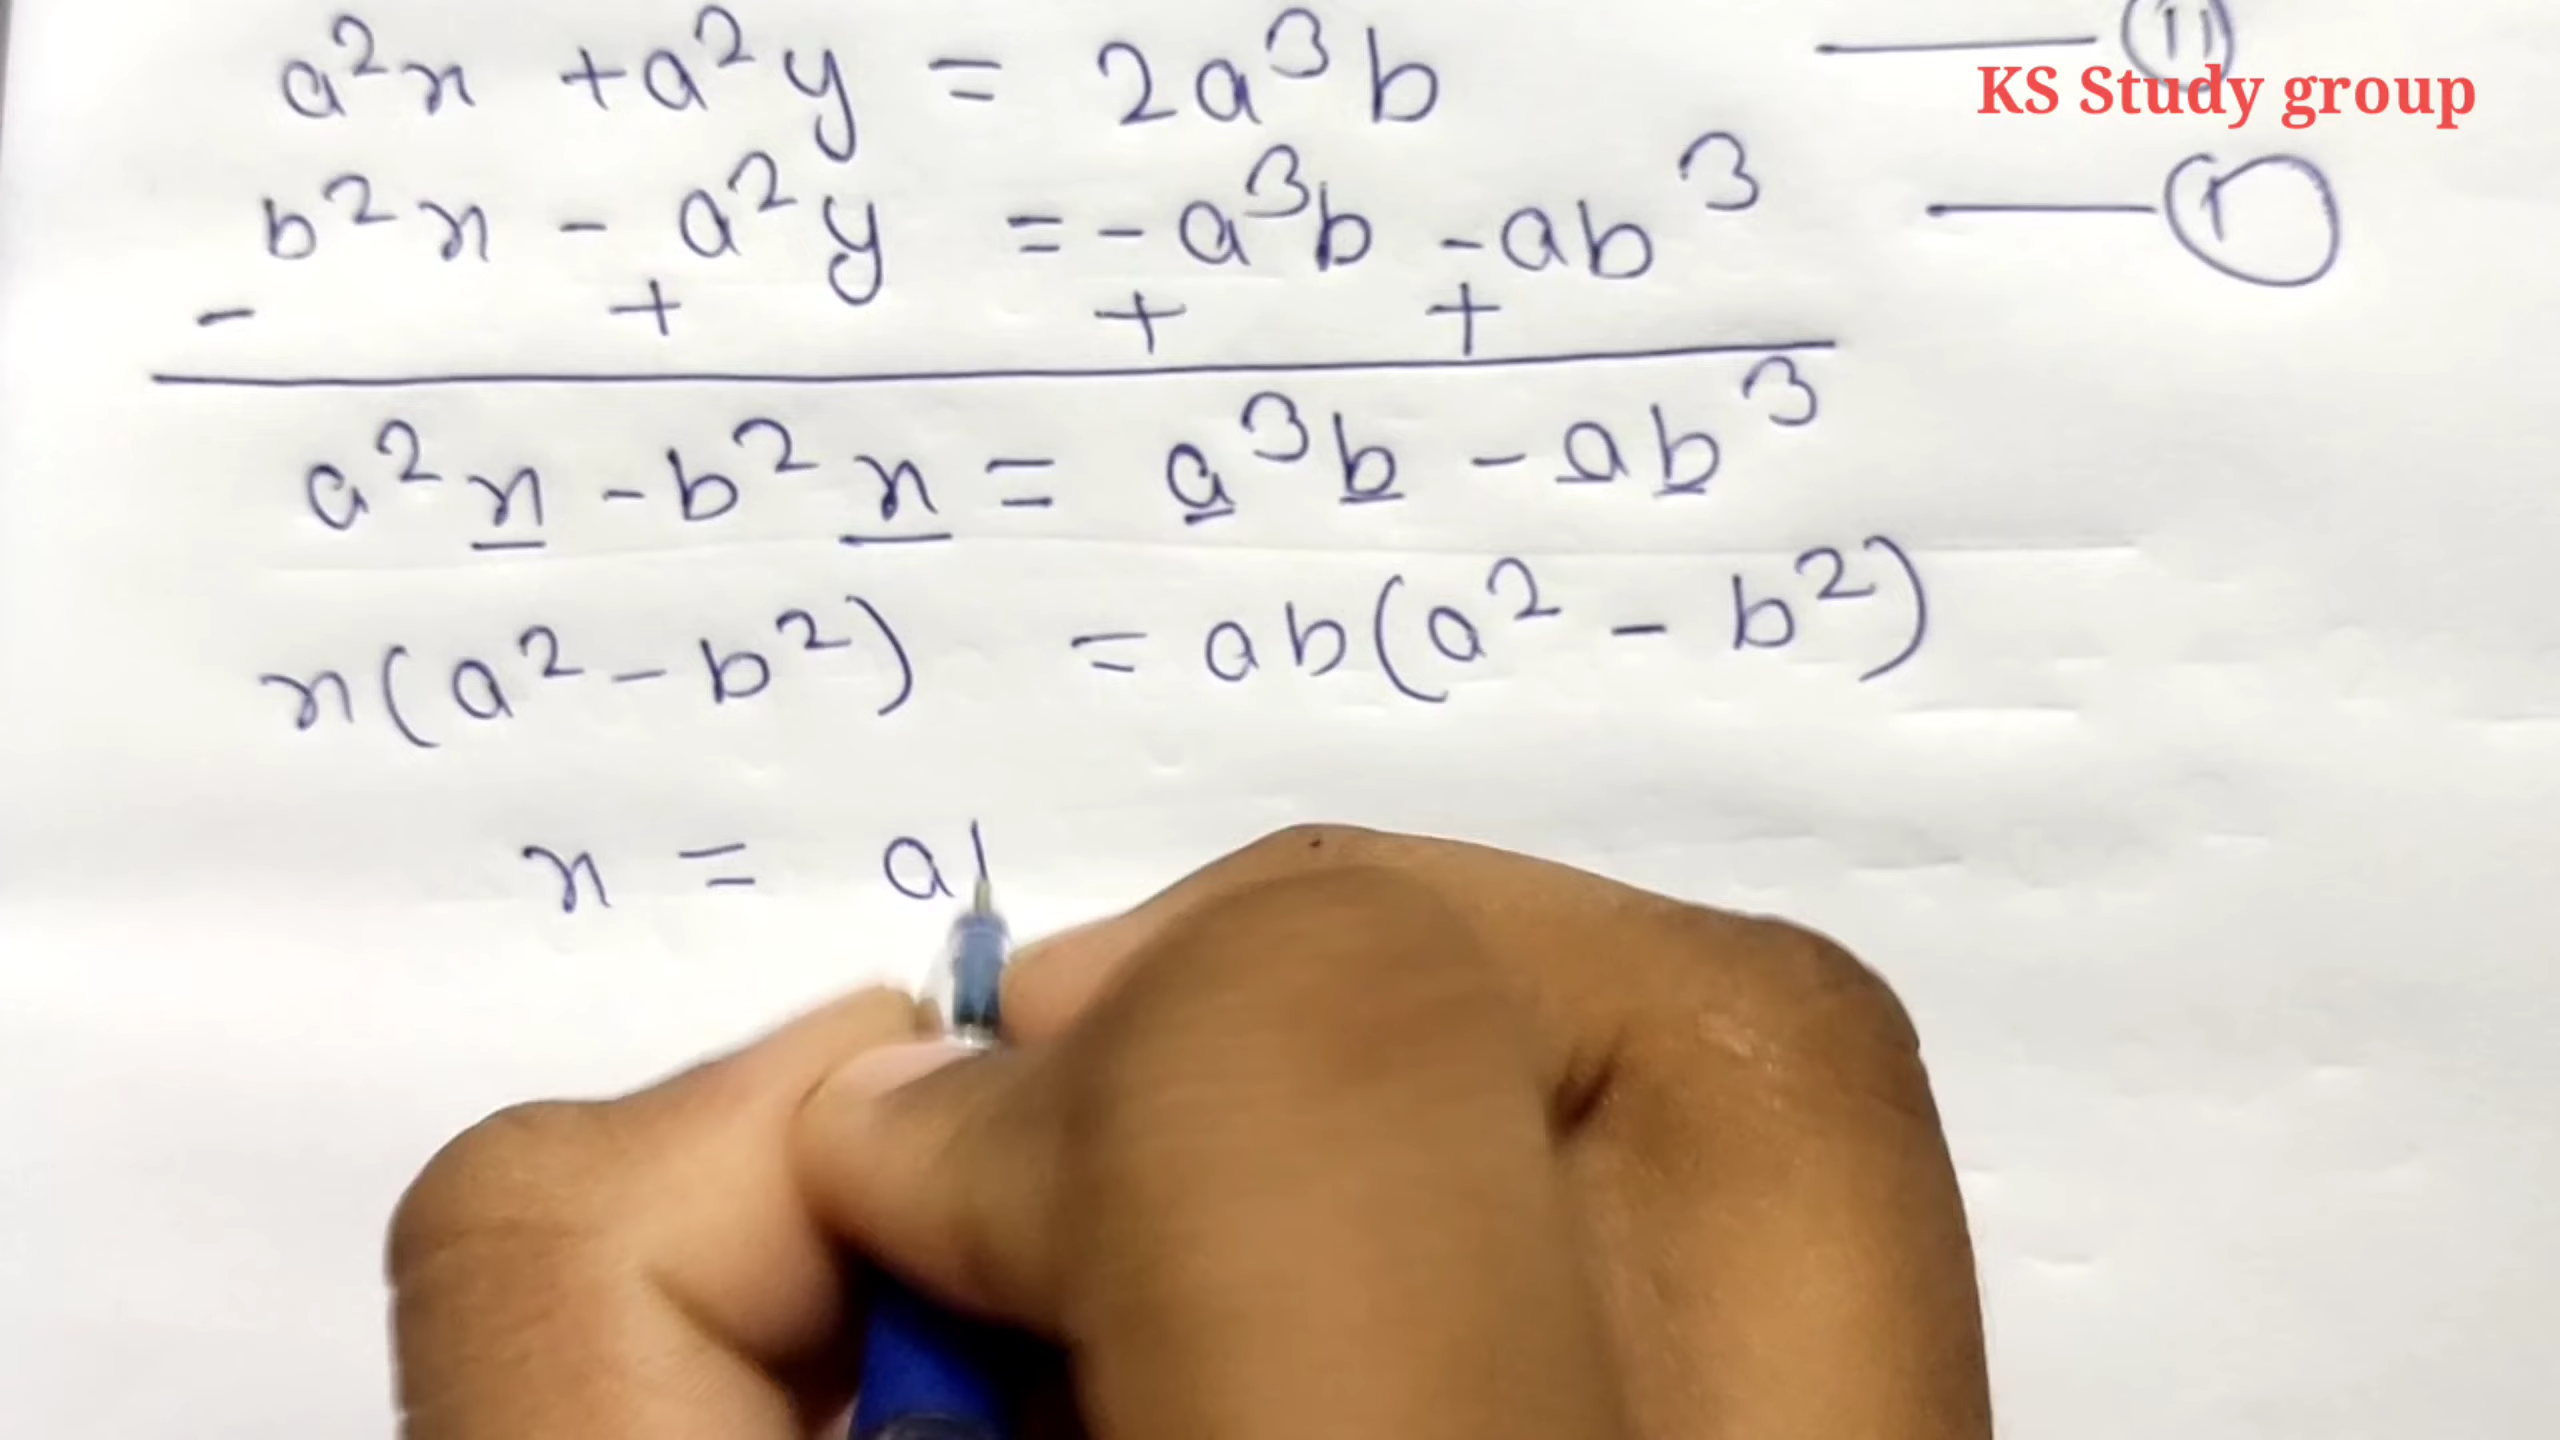 a²x + a²y = 2a³b —— (II)
KS Study group
b²x - a²y = -a³b - ab³ —— (I)
- + + +
a²x - b²x = a³b - ab³
x(a² - b²) = ab(a² - b²)
x = a